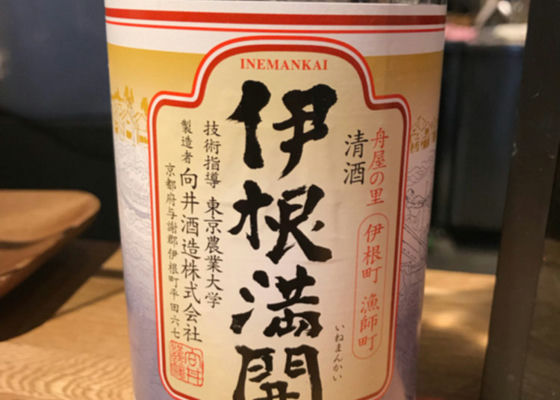 INEMANKAI
舟屋の里
伊根町 漁師町
清酒
伊根満開
いねまんかい
技術指導 東京農業大学
製造者 向井酒造株式会社
京都府与謝郡伊根町平田六七